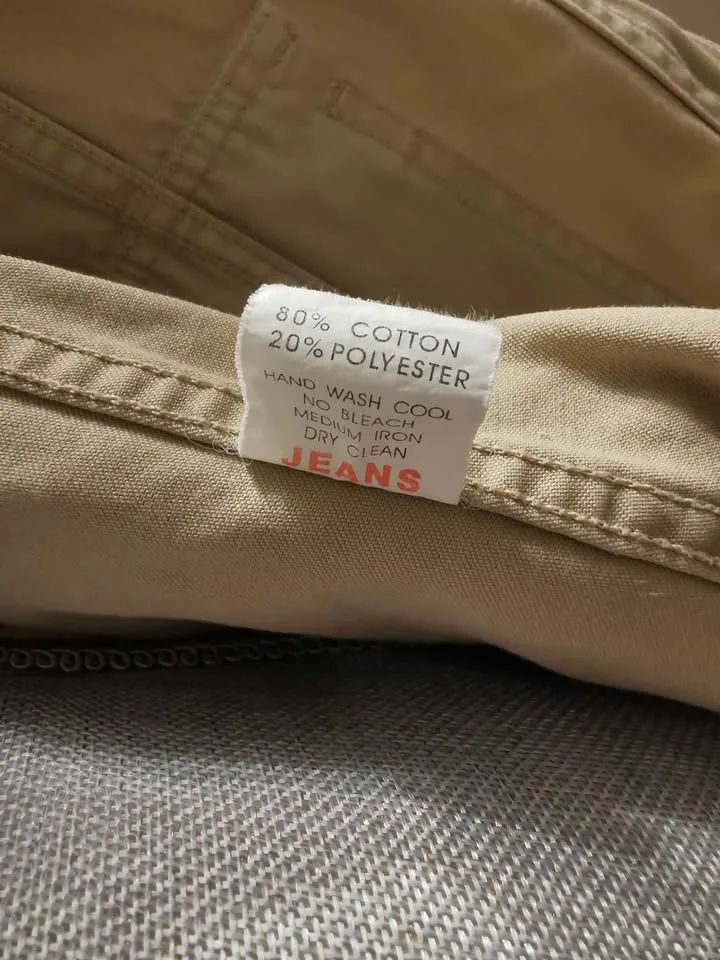 80% COTTON
20% POLYESTER
HAND WASH COOL
NO BLEACH
MEDIUM IRON
DRY CLEAN
JEANS